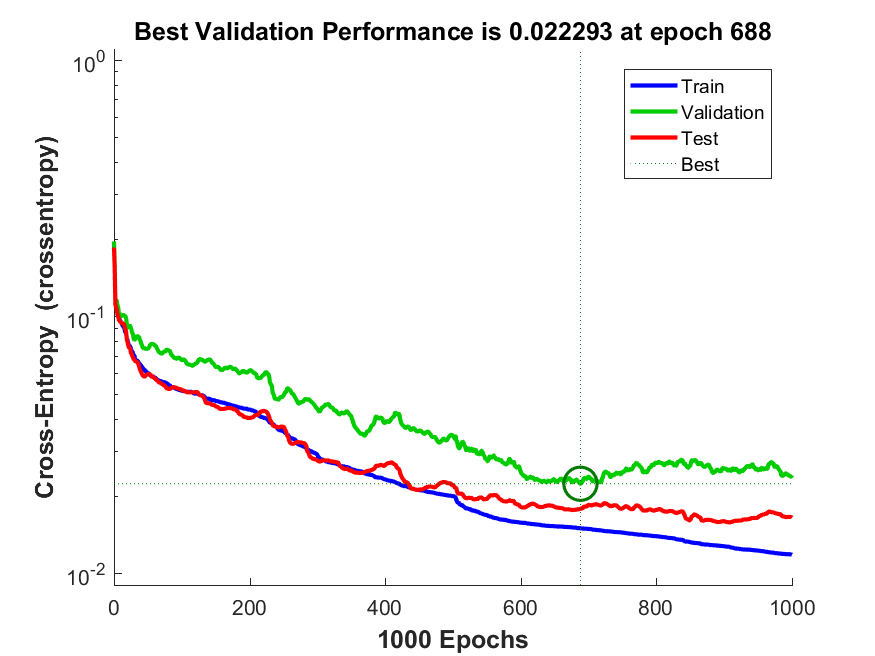 Best Validation Performance is 0.022293 at epoch 688
Train
Validation
Test
Best
10^0
10^-1
10^-2
Cross-Entropy (crossentropy)
0 200 400 600 800 1000
1000 Epochs